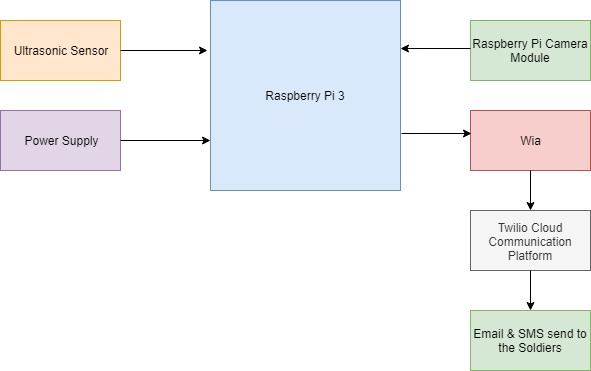 Ultrasonic Sensor
Power Supply
Raspberry Pi 3
Raspberry Pi Camera
Module
Wia
Twilio Cloud
Communication
Platform
Email & SMS send to
the Soldiers